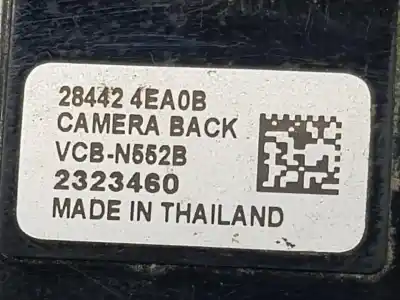 28442 4EA0B
CAMERA BACK
VCB-N552B
2323460
MADE IN THAILAND